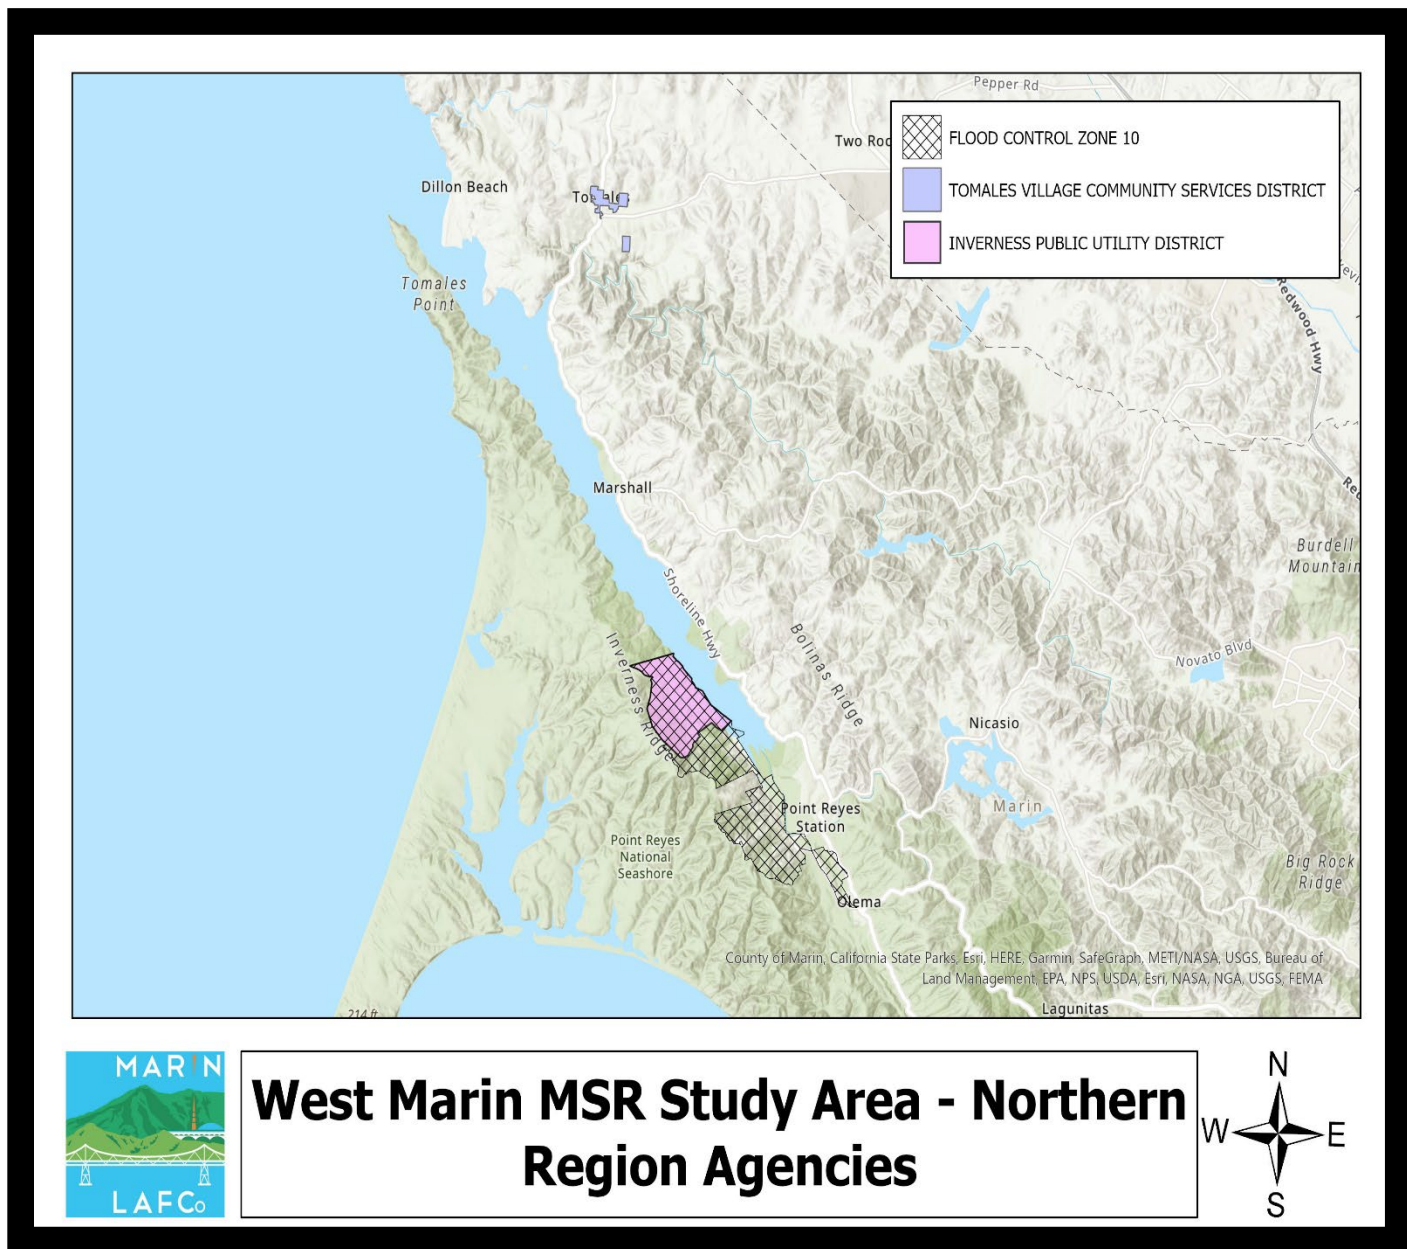 Pepper Rd
Two Roc
FLOOD CONTROL ZONE 10
TOMALES VILLAGE COMMUNITY SERVICES DISTRICT
INVERNESS PUBLIC UTILITY DISTRICT
Dillon Beach
Tomales
Tomales
Point
Redwood Hwy
Marshall
Burdell
Mountain
Shoreline Hwy
Bolinas Ridge
Inverness Ridge
Novato Blvd
Nicasio
Marin
Point Reyes
Station
Point Reyes
National
Seashore
Big Rock
Ridge
Olema
County of Marin, California State Parks, Esri, HERE, Garmin, SafeGraph, METI/NASA, USGS, Bureau of
Land Management, EPA, NPS, USDA, Esri, NASA, NGA, USGS, FEMA
214 ft
Lagunitas
MARIN
LAFCo
West Marin MSR Study Area - Northern
Region Agencies
N
W E
S